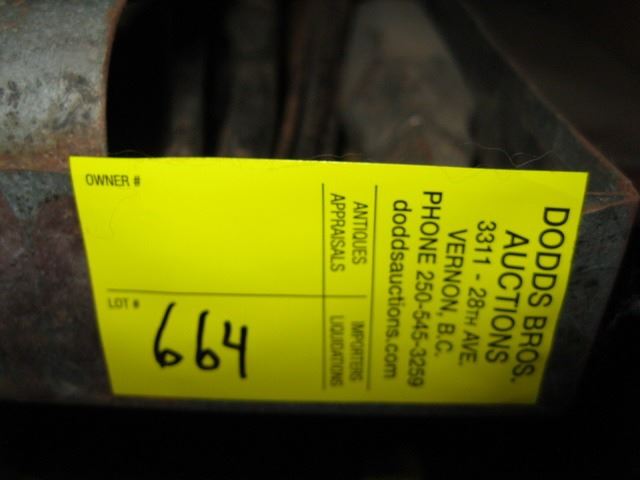 DODDS BROS.
AUCTIONS
3311 - 28TH AVE.
VERNON, B.C.
PHONE 250-545-3259
doddsauctions.com
ANTIQUES IMPORTERS
APPRAISALS LIQUIDATIONS
OWNER #
LOT #
664